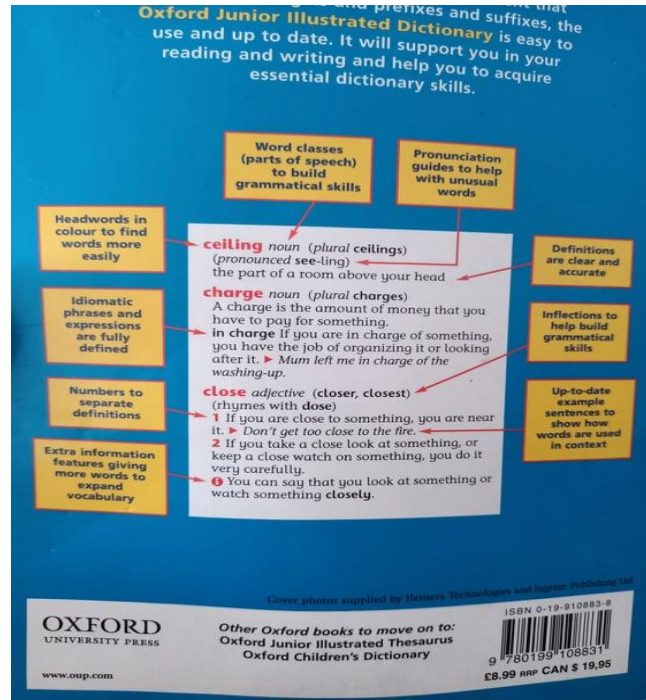 prefixes and suffixes, the
Oxford Junior Illustrated Dictionary is easy to
use and up to date. It will support you in your
reading and writing and help you to acquire
essential dictionary skills.
Word classes
(parts of speech)
to build
grammatical skills
Pronunciation
guides to help
with unusual
words
Headwords in
colour to find
words more
easily
ceiling noun (plural ceilings)
(pronounced see-ling)
the part of a room above your head
Definitions
are clear and
accurate
charge noun (plural charges)
A charge is the amount of money that you
have to pay for something.
Idiomatic
phrases and
expressions
are fully
defined
in charge If you are in charge of something,
you have the job of organizing it or looking
after it. ► Mum left me in charge of the
washing-up.
Inflections to
help build
grammatical
skills
close adjective (closer, closest)
(rhymes with dose)
Numbers to
separate
definitions
1 If you are close to something, you are near
it. ► Don't get too close to the fire.
2 If you take a close look at something, or
keep a close watch on something, you do it
very carefully.
Up-to-date
example
sentences to
show how
words are used
in context
Extra information
features giving
more words to
expand
vocabulary
You can say that you look at something or
watch something closely.
Cover photos supplied by Hemera Technologies and Ingram Publishing Ltd
OXFORD
UNIVERSITY PRESS
www.oup.com
Other Oxford books to move on to:
Oxford Junior Illustrated Thesaurus
Oxford Children's Dictionary
ISBN 0-19-910883-8
9 780199 108831
£8.99 RRP CAN $ 19,95